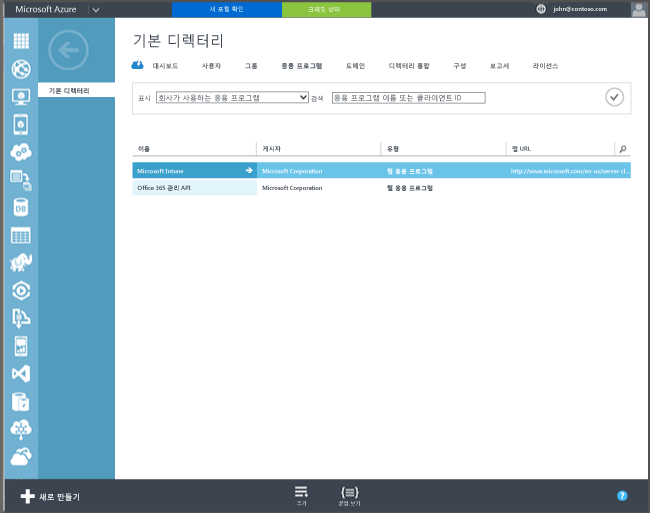 Microsoft Azure 새 포털 확인 크레딧 상태 john@contoso.com
기본 디렉터리
기본 디렉터리
대시보드 사용자 그룹 응용 프로그램 도메인 디렉터리 통합 구성 보고서 라이선스
표시 회사가 사용하는 응용 프로그램 검색 응용 프로그램 이름 또는 클라이언트 ID
이름 게시자 유형 앱 URL
Microsoft Intune Microsoft Corporation 웹 응용 프로그램 http://www.microsoft.com/en-us/server-cl...
Office 365 관리 API Microsoft Corporation 웹 응용 프로그램
DB
새로 만들기 추가 끝점 보기 ?